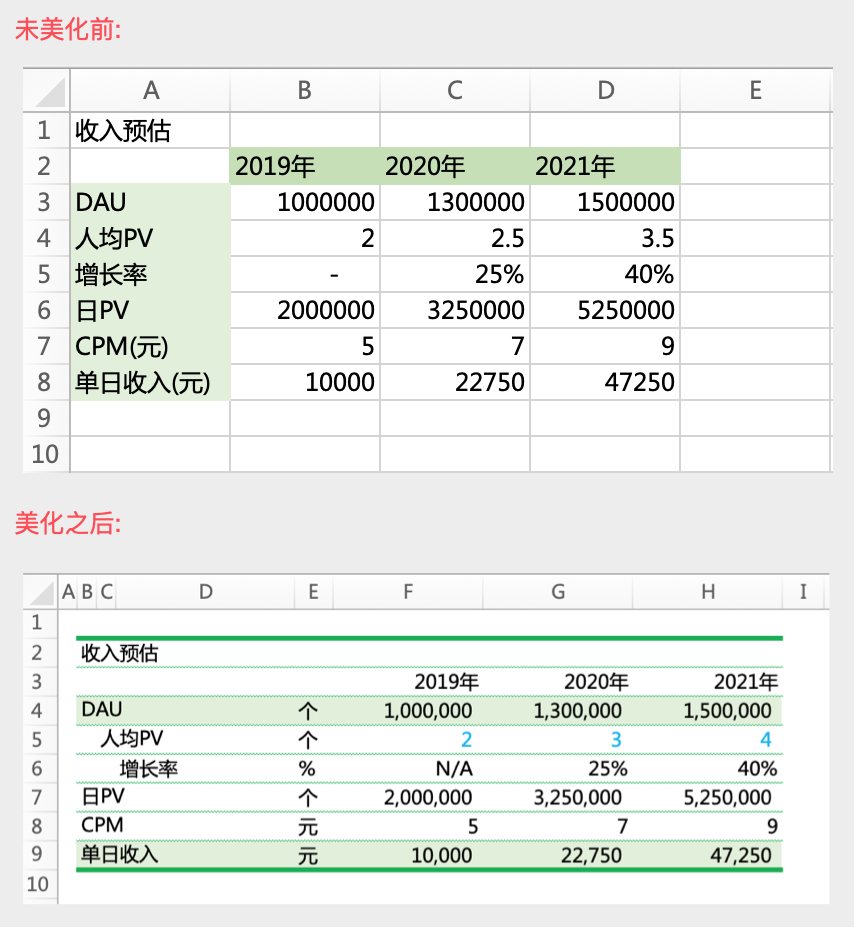 未美化前:
A B C D E
1 收入预估
2 2019年 2020年 2021年
3 DAU 1000000 1300000 1500000
4 人均PV 2 2.5 3.5
5 增长率 - 25% 40%
6 日PV 2000000 3250000 5250000
7 CPM(元) 5 7 9
8 单日收入(元) 10000 22750 47250
9
10
美化之后:
A B C D E F G H I
1
2 收入预估
3 2019年 2020年 2021年
4 DAU 个 1,000,000 1,300,000 1,500,000
5 人均PV 个 2 3 4
6 增长率 % N/A 25% 40%
7 日PV 个 2,000,000 3,250,000 5,250,000
8 CPM 元 5 7 9
9 单日收入 元 10,000 22,750 47,250
10